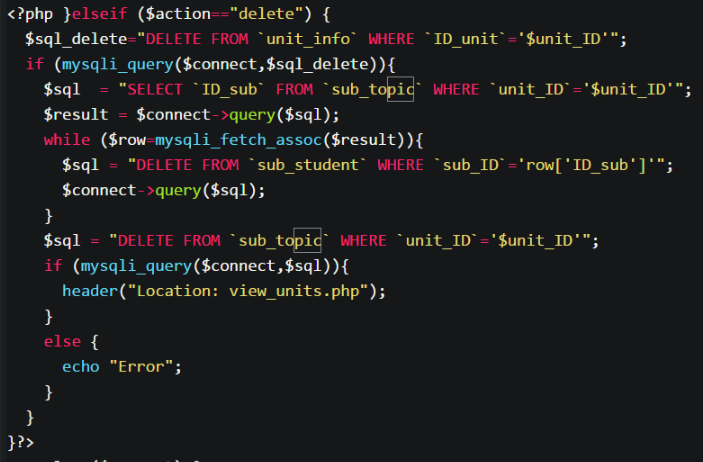 <?php }elseif ($action=="delete") {
$sql_delete="DELETE FROM `unit_info` WHERE `ID_unit`='$unit_ID'";
if (mysqli_query($connect,$sql_delete)){
$sql  = "SELECT `ID_sub` FROM `sub_topic` WHERE `unit_ID`='$unit_ID'";
$result = $connect->query($sql);
while ($row=mysqli_fetch_assoc($result)){
$sql = "DELETE FROM `sub_student` WHERE `sub_ID`='row['ID_sub']'";
$connect->query($sql);
}
$sql = "DELETE FROM `sub_topic` WHERE `unit_ID`='$unit_ID'";
if (mysqli_query($connect,$sql)){
header("Location: view_units.php");
}
else {
echo "Error";
}
}
}?>